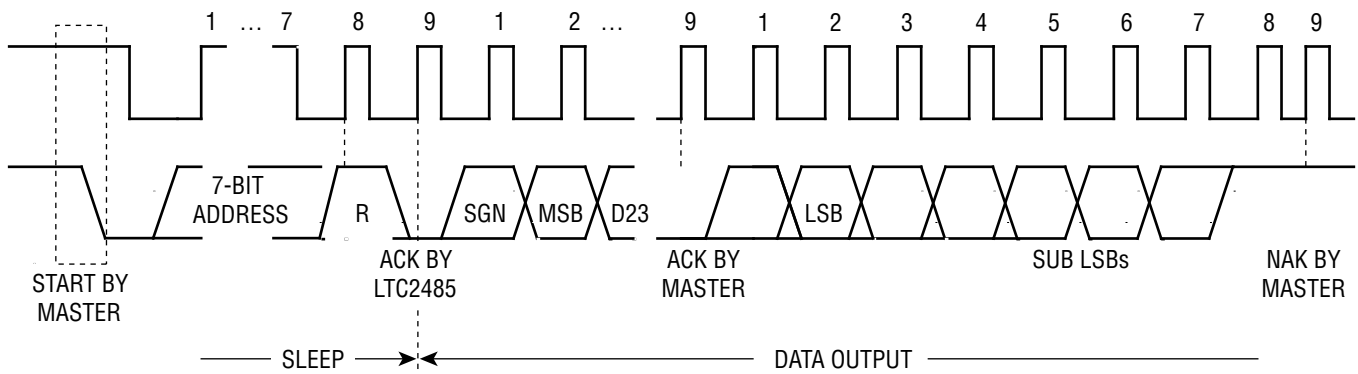 1 ... 7 8 9 1 2 ... 9 1 2 3 4 5 6 7 8 9
7-BIT
ADDRESS
R
SGN
MSB
D23
LSB
START BY
MASTER
ACK BY
LTC2485
ACK BY
MASTER
SUB LSBs
NAK BY
MASTER
SLEEP
DATA OUTPUT